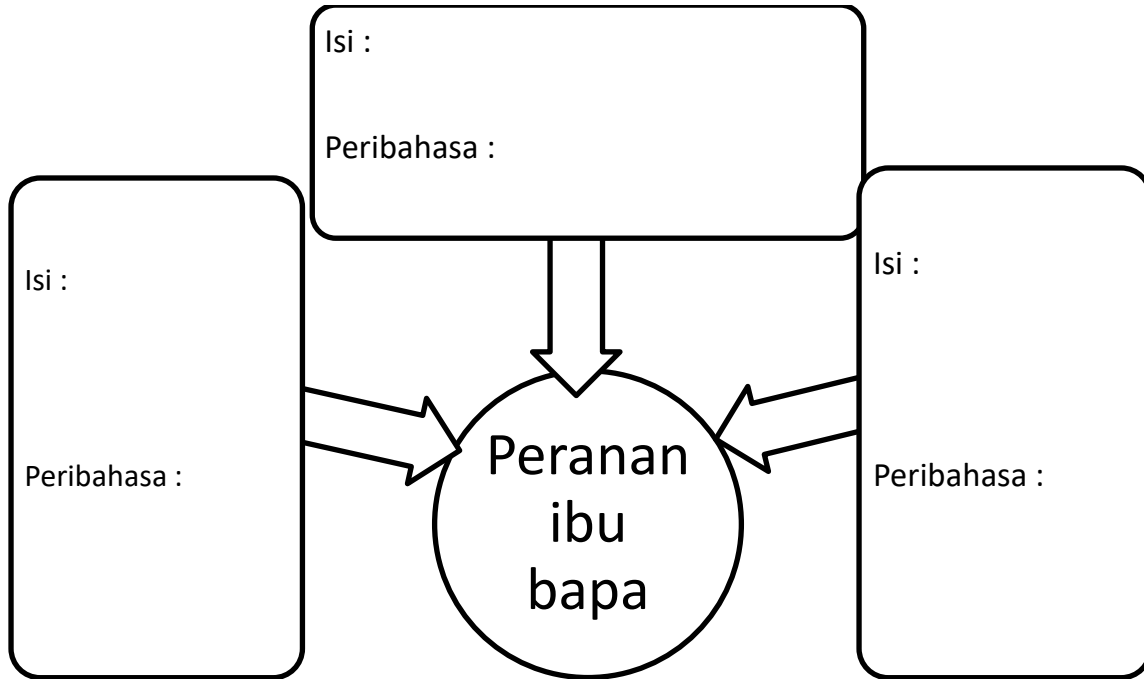 Isi :
Peribahasa :
Isi :
Peribahasa :
Isi :
Peribahasa :
Peranan
ibu
bapa